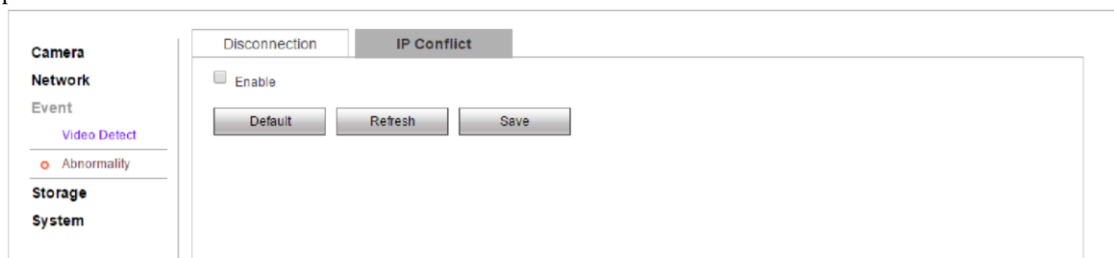 Camera
Network
Event
Video Detect
Abnormality
Storage
System
Disconnection IP Conflict
Enable
Default Refresh Save